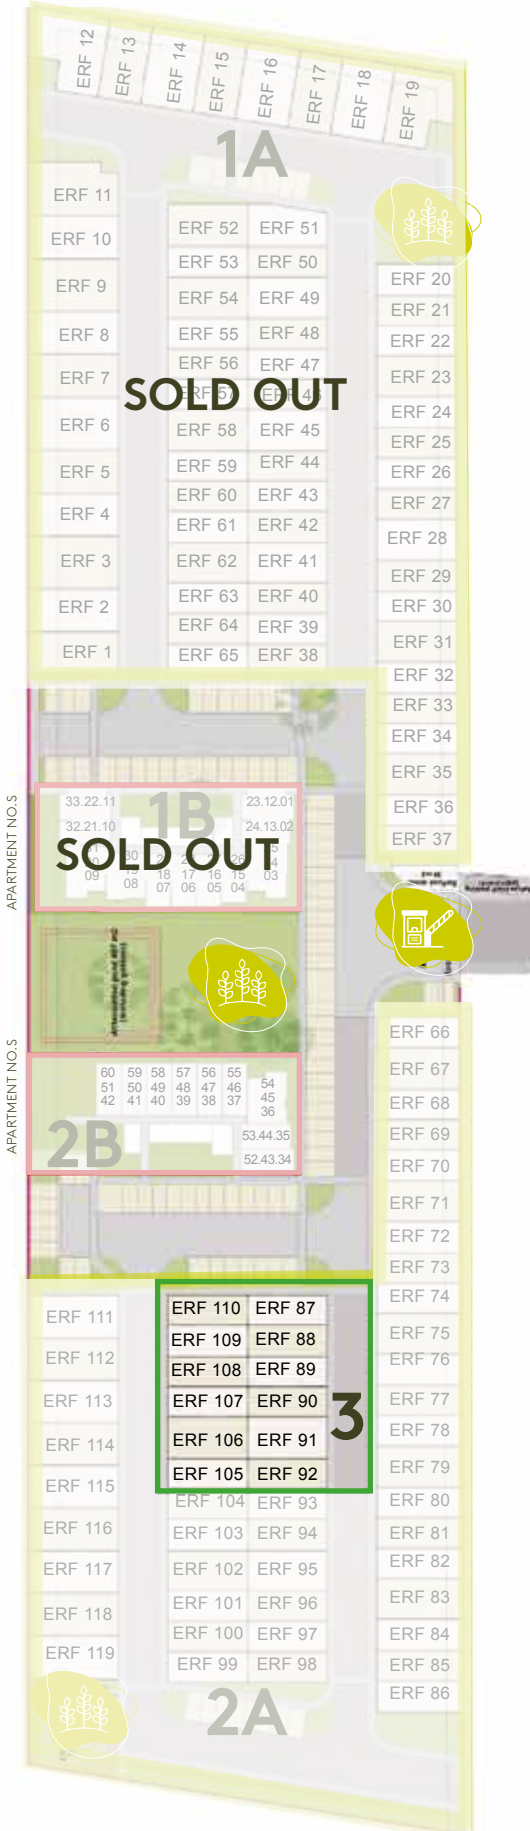 ERF 12
ERF 13
ERF 14
ERF 15
ERF 16
ERF 17
ERF 18
ERF 19
1A
ERF 11
ERF 10
ERF 9
ERF 8
ERF 7
ERF 6
ERF 5
ERF 4
ERF 3
ERF 2
ERF 1
ERF 52 ERF 51
ERF 53 ERF 50
ERF 54 ERF 49
ERF 55 ERF 48
ERF 56 ERF 47
SOLD OUT
ERF 57
ERF 58 ERF 45
ERF 59 ERF 44
ERF 60 ERF 43
ERF 61 ERF 42
ERF 62 ERF 41
ERF 63 ERF 40
ERF 64 ERF 39
ERF 65 ERF 38
ERF 20
ERF 21
ERF 22
ERF 23
ERF 24
ERF 25
ERF 26
ERF 27
ERF 28
ERF 29
ERF 30
ERF 31
ERF 32
ERF 33
ERF 34
ERF 35
ERF 36
ERF 37
APARTMENT NO.S
1B
33.22.11
32.21.10
23.12.01
24.13.02
SOLD OUT
09
08
18
07
17
06
16
05
15
04
03
APARTMENT NO.S
60 59 58 57 56 55
51 50 49 48 47 46
42 41 40 39 38 37
54
45
36
53.44.35
52.43.34
2B
ERF 66
ERF 67
ERF 68
ERF 69
ERF 70
ERF 71
ERF 72
ERF 73
ERF 74
ERF 75
ERF 76
ERF 77
ERF 78
ERF 79
ERF 80
ERF 81
ERF 82
ERF 83
ERF 84
ERF 85
ERF 86
ERF 111
ERF 112
ERF 113
ERF 114
ERF 115
ERF 116
ERF 117
ERF 118
ERF 119
ERF 110 ERF 87
ERF 109 ERF 88
ERF 108 ERF 89
ERF 107 ERF 90
3
ERF 106 ERF 91
ERF 105 ERF 92
ERF 104 ERF 93
ERF 103 ERF 94
ERF 102 ERF 95
ERF 101 ERF 96
ERF 100 ERF 97
ERF 99 ERF 98
2A